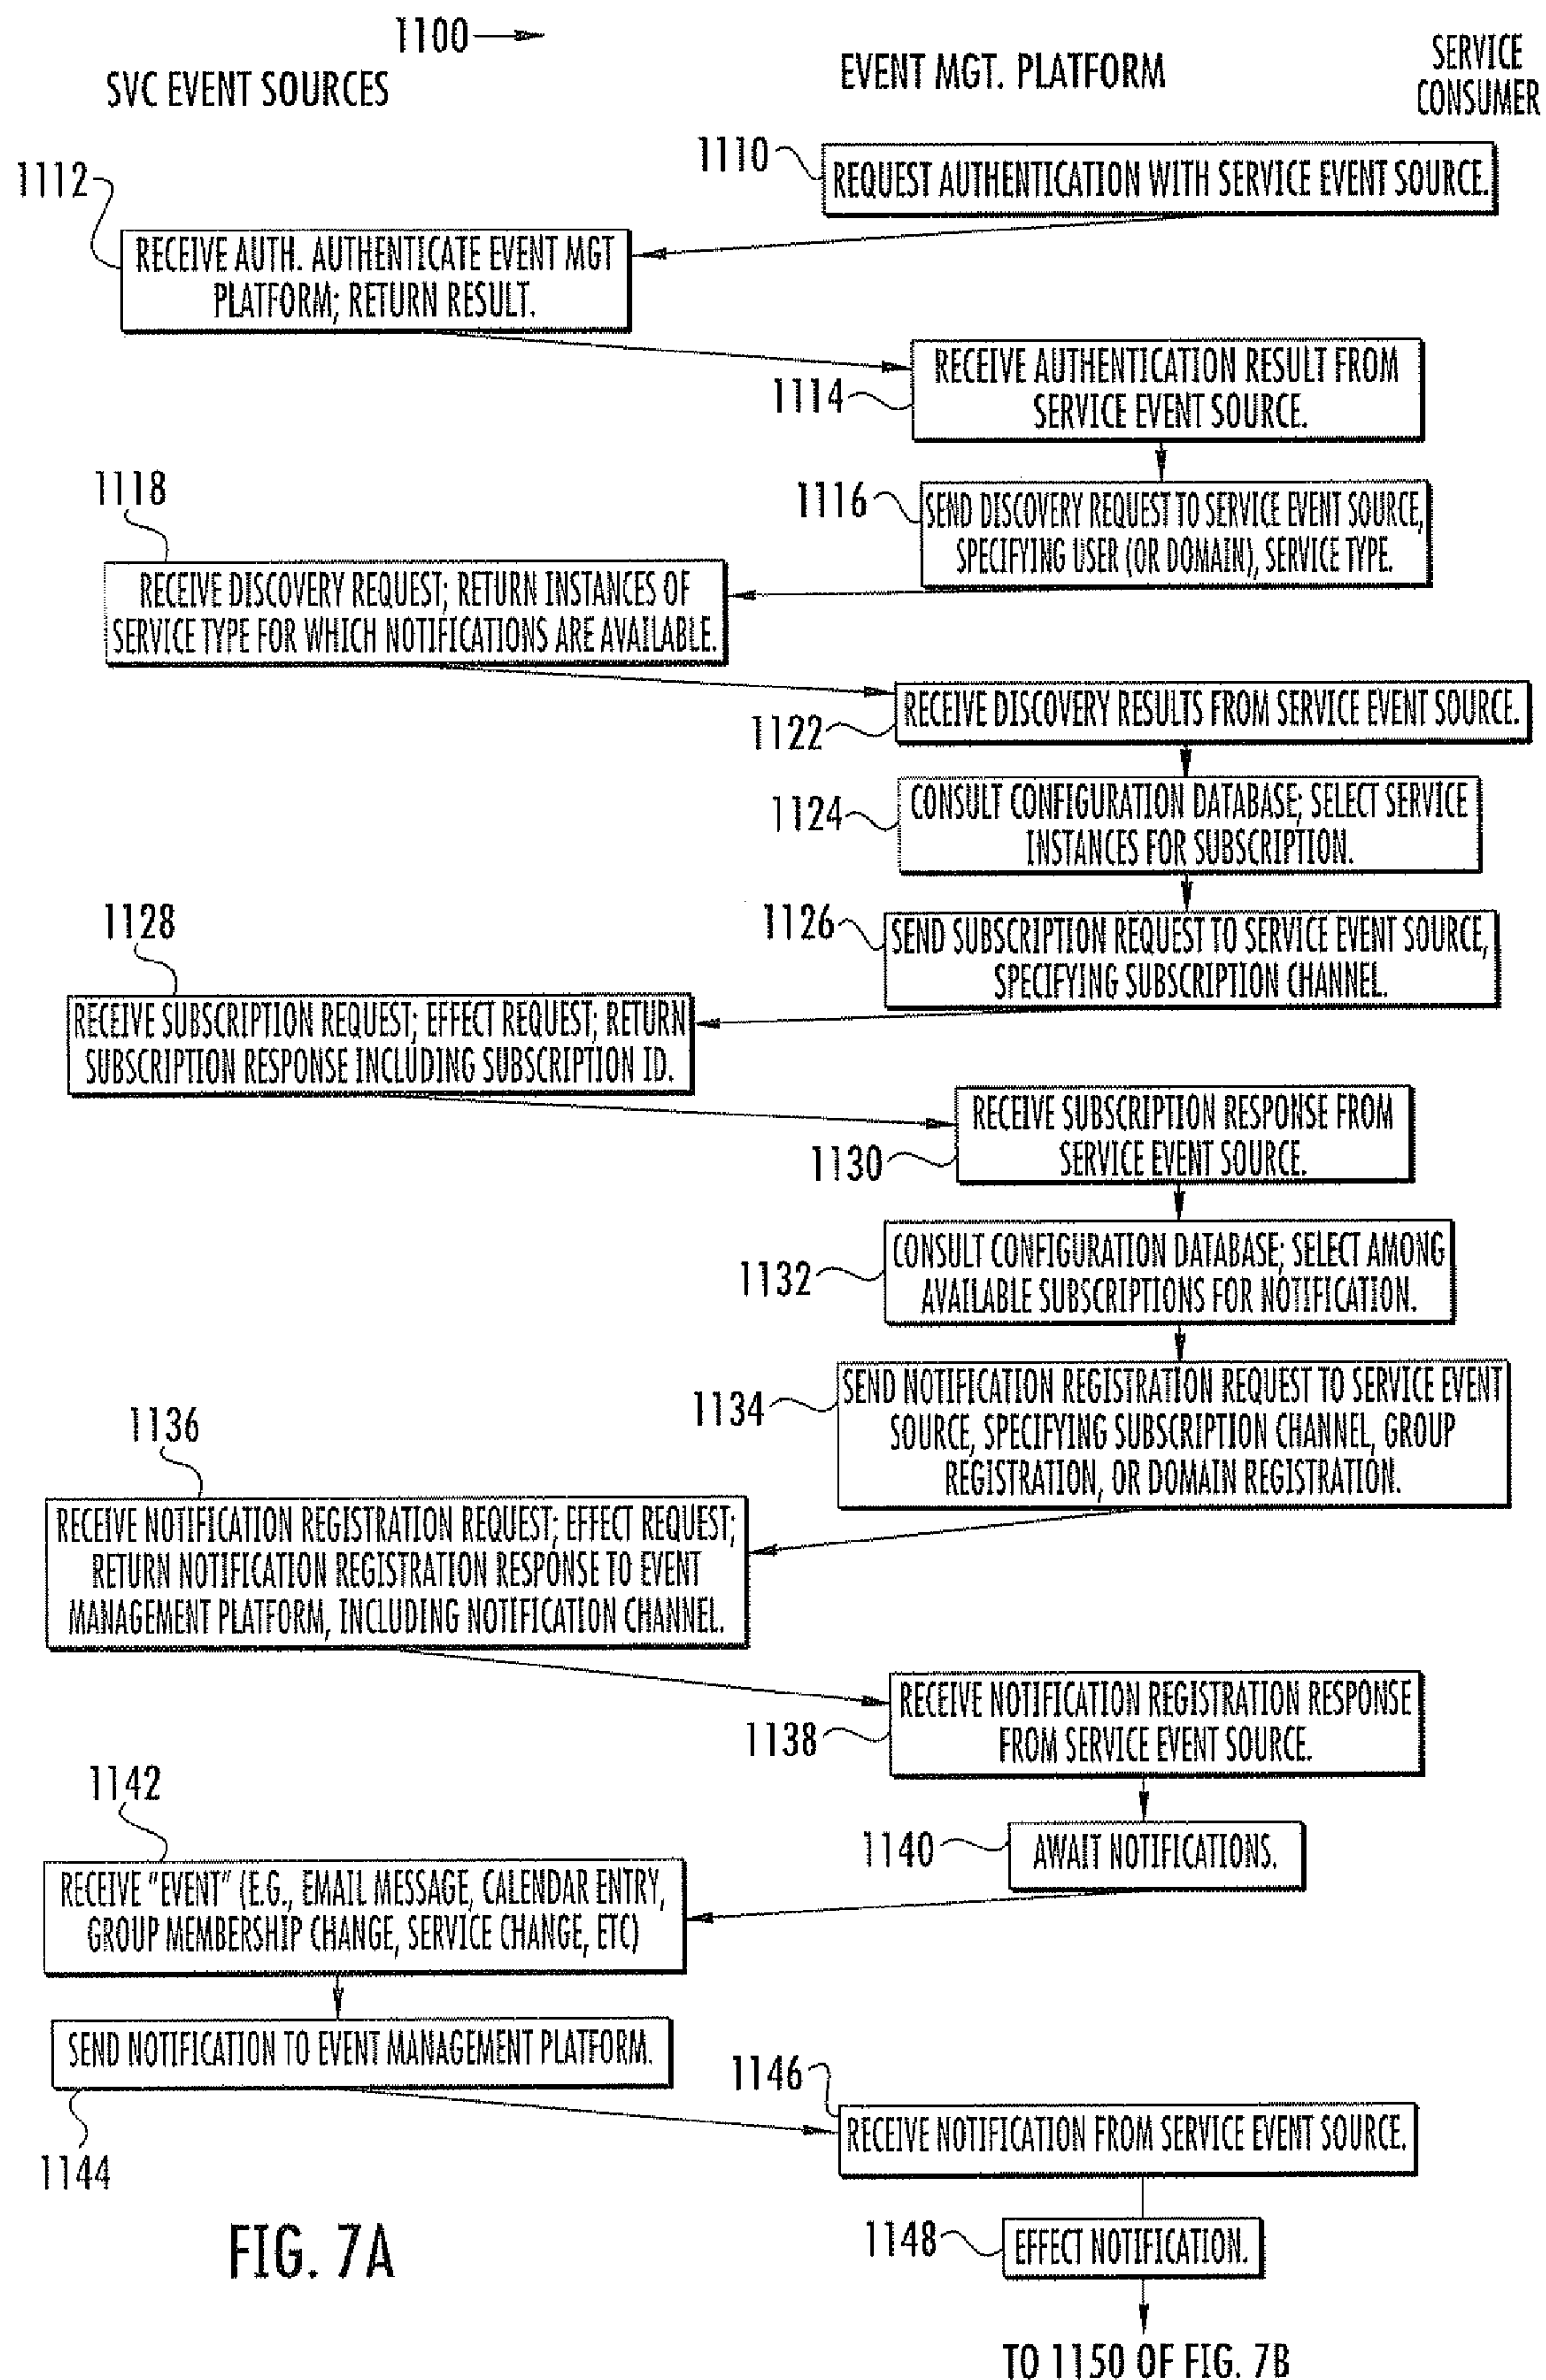 1100
SVC EVENT SOURCES
EVENT MGT. PLATFORM
SERVICE
CONSUMER
1110
REQUEST AUTHENTICATION WITH SERVICE EVENT SOURCE.
1112
RECEIVE AUTH. AUTHENTICATE EVENT MGT
PLATFORM; RETURN RESULT.
1114
RECEIVE AUTHENTICATION RESULT FROM
SERVICE EVENT SOURCE.
1116
SEND DISCOVERY REQUEST TO SERVICE EVENT SOURCE,
SPECIFYING USER (OR DOMAIN), SERVICE TYPE.
1118
RECEIVE DISCOVERY REQUEST; RETURN INSTANCES OF
SERVICE TYPE FOR WHICH NOTIFICATIONS ARE AVAILABLE.
1122
RECEIVE DISCOVERY RESULTS FROM SERVICE EVENT SOURCE.
1124
CONSULT CONFIGURATION DATABASE; SELECT SERVICE
INSTANCES FOR SUBSCRIPTION.
1126
SEND SUBSCRIPTION REQUEST TO SERVICE EVENT SOURCE,
SPECIFYING SUBSCRIPTION CHANNEL.
1128
RECEIVE SUBSCRIPTION REQUEST; EFFECT REQUEST; RETURN
SUBSCRIPTION RESPONSE INCLUDING SUBSCRIPTION ID.
1130
RECEIVE SUBSCRIPTION RESPONSE FROM
SERVICE EVENT SOURCE.
1132
CONSULT CONFIGURATION DATABASE; SELECT AMONG
AVAILABLE SUBSCRIPTIONS FOR NOTIFICATION.
1134
SEND NOTIFICATION REGISTRATION REQUEST TO SERVICE EVENT
SOURCE, SPECIFYING SUBSCRIPTION CHANNEL, GROUP
REGISTRATION, OR DOMAIN REGISTRATION.
1136
RECEIVE NOTIFICATION REGISTRATION REQUEST; EFFECT REQUEST;
RETURN NOTIFICATION REGISTRATION RESPONSE TO EVENT
MANAGEMENT PLATFORM, INCLUDING NOTIFICATION CHANNEL.
1138
RECEIVE NOTIFICATION REGISTRATION RESPONSE
FROM SERVICE EVENT SOURCE.
1140
AWAIT NOTIFICATIONS.
1142
RECEIVE "EVENT" (E.G., EMAIL MESSAGE, CALENDAR ENTRY,
GROUP MEMBERSHIP CHANGE, SERVICE CHANGE, ETC)
SEND NOTIFICATION TO EVENT MANAGEMENT PLATFORM.
1144
1146
RECEIVE NOTIFICATION FROM SERVICE EVENT SOURCE.
1148
EFFECT NOTIFICATION.
FIG. 7A
TO 1150 OF FIG. 7B